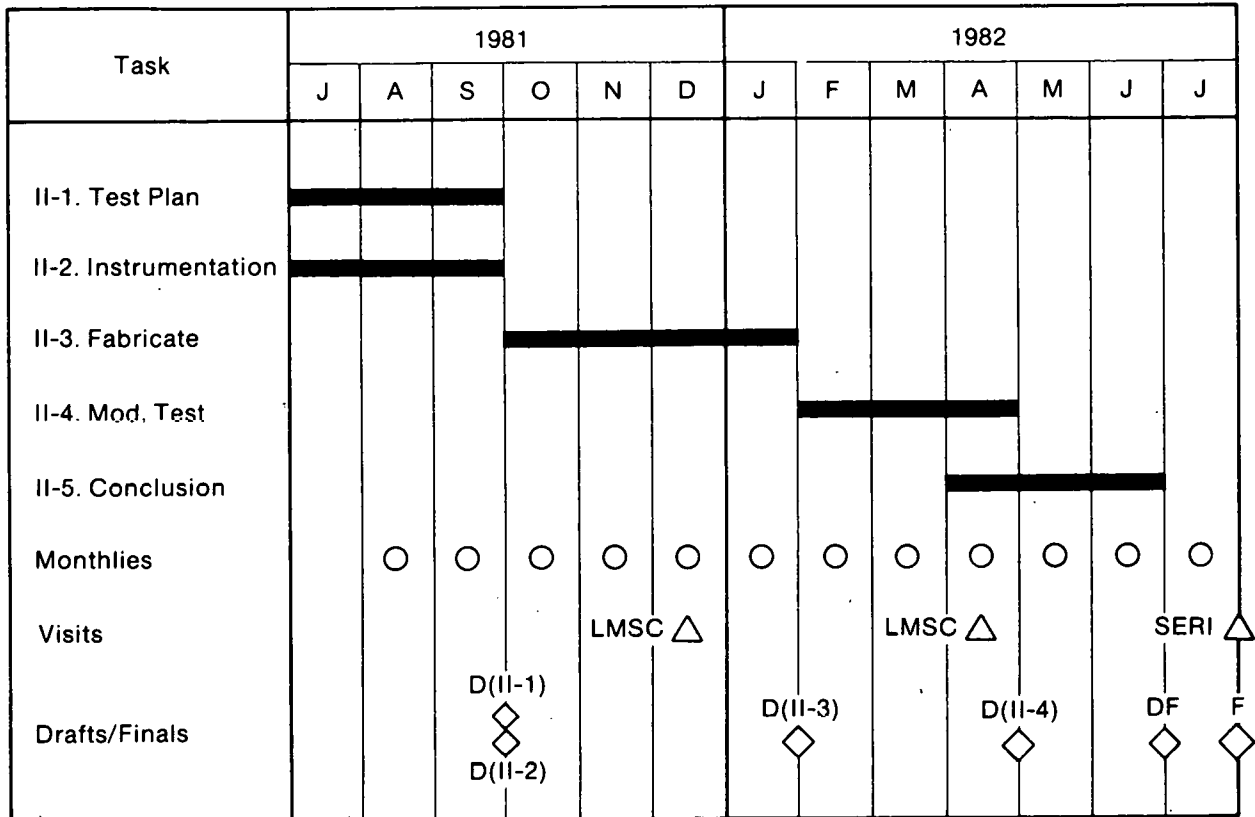 Task
1981
1982
J A S O N D J F M A M J J
II-1. Test Plan
II-2. Instrumentation
II-3. Fabricate
II-4. Mod. Test
II-5. Conclusion
Monthlies
Visits LMSC LMSC SERI
D(II-1)
Drafts/Finals D(II-3) D(II-4) DF F
D(II-2)